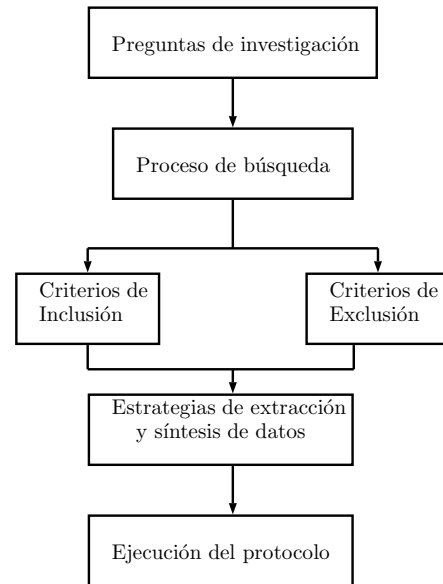 Preguntas de investigación
Proceso de búsqueda
Criterios de
Inclusión
Criterios de
Exclusión
Estrategias de extracción
y síntesis de datos
Ejecución del protocolo